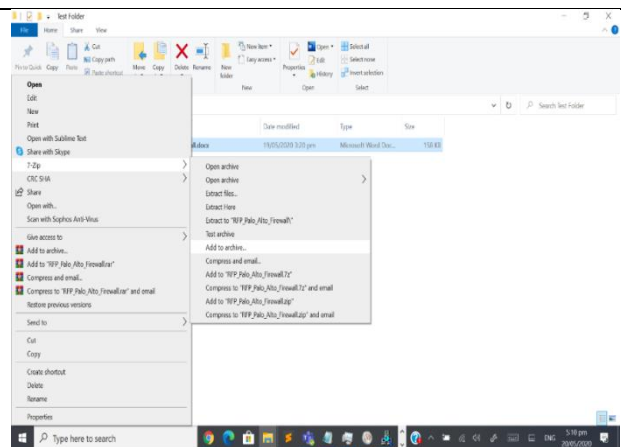 Test Folder
File Home Share View
Cut
Copy path
Paste shortcut
Pin to Quick Copy Paste
Move Copy Delete Rename
New folder
New item
Easy access
Properties
Open
Edit
History
Select all
Select none
Invert selection
New Open Select
Search Test Folder
Date modified Type Size
ll.docx 19/05/2020 3:20 pm Microsoft Word Doc... 158 KB
Open
Edit
New
Print
Open with Sublime Text
Share with Skype
7-Zip
CRC SHA
Share
Open with...
Scan with Sophos Anti-Virus
Give access to
Add to archive...
Add to "RFP_Palo_Alto_Firewall.rar"
Compress and email...
Compress to "RFP_Palo_Alto_Firewall.rar" and email
Restore previous versions
Send to
Cut
Copy
Create shortcut
Delete
Rename
Properties
Open archive
Open archive
Extract files...
Extract Here
Extract to "RFP_Palo_Alto_Firewall\"
Test archive
Add to archive...
Compress and email...
Add to "RFP_Palo_Alto_Firewall.7z"
Compress to "RFP_Palo_Alto_Firewall.7z" and email
Add to "RFP_Palo_Alto_Firewall.zip"
Compress to "RFP_Palo_Alto_Firewall.zip" and email
Type here to search
ENG
5:18 pm
20/05/2020